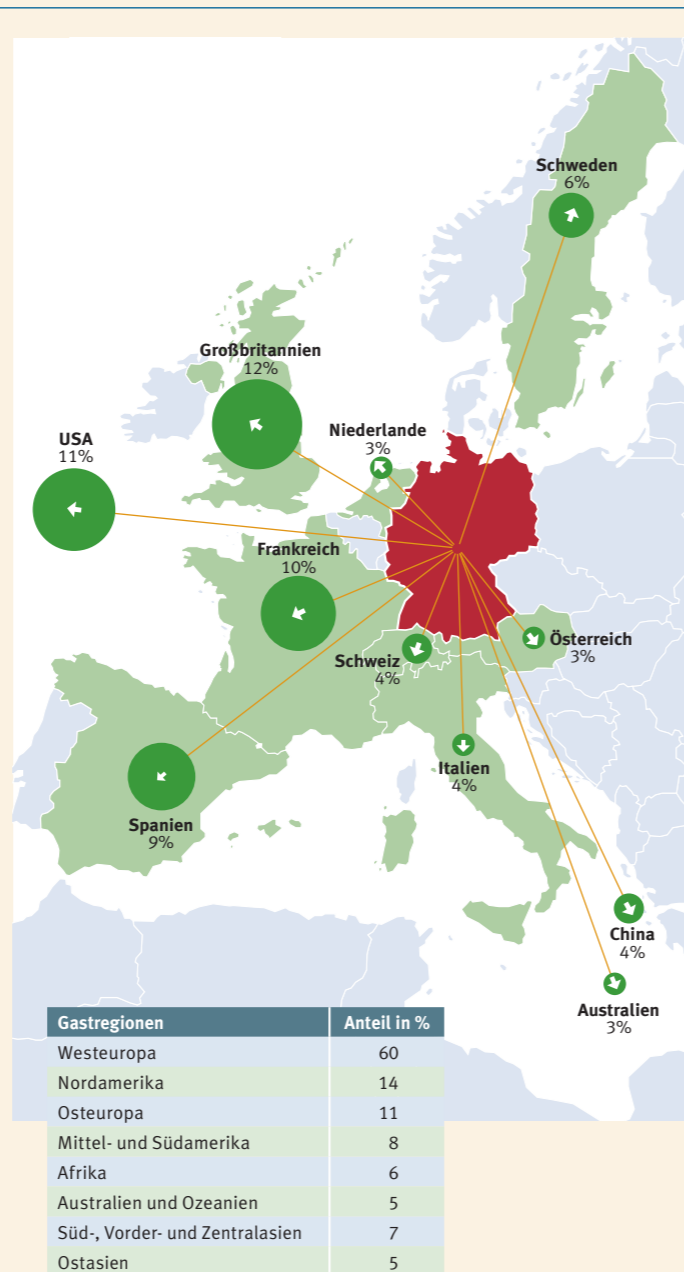 Schweden
6%
Großbritannien
12%
Niederlande
3%
USA
11%
Frankreich
10%
Österreich
3%
Schweiz
4%
Italien
4%
Spanien
9%
China
4%
Australien
3%
Gastregionen Anteil in %
Westeuropa 60
Nordamerika 14
Osteuropa 11
Mittel- und Südamerika 8
Afrika 6
Australien und Ozeanien 5
Süd-, Vorder- und Zentralasien 7
Ostasien 5